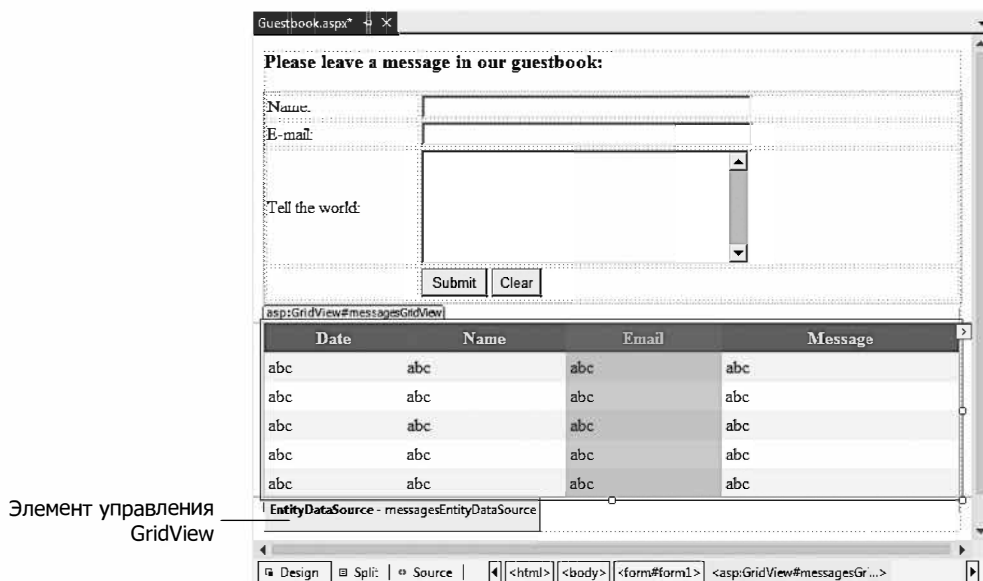 Guestbook.aspx*
Please leave a message in our guestbook:
Name:
E-mail:
Tell the world:
Submit Clear
asp:GridView#messagesGridView
Date Name Email Message
abc abc abc abc
abc abc abc abc
abc abc abc abc
abc abc abc abc
abc abc abc abc
EntityDataSource - messagesEntityDataSource
Элемент управления
GridView
Design Split Source <html> <body> <form#form1> <asp:GridView#messagesGr...>